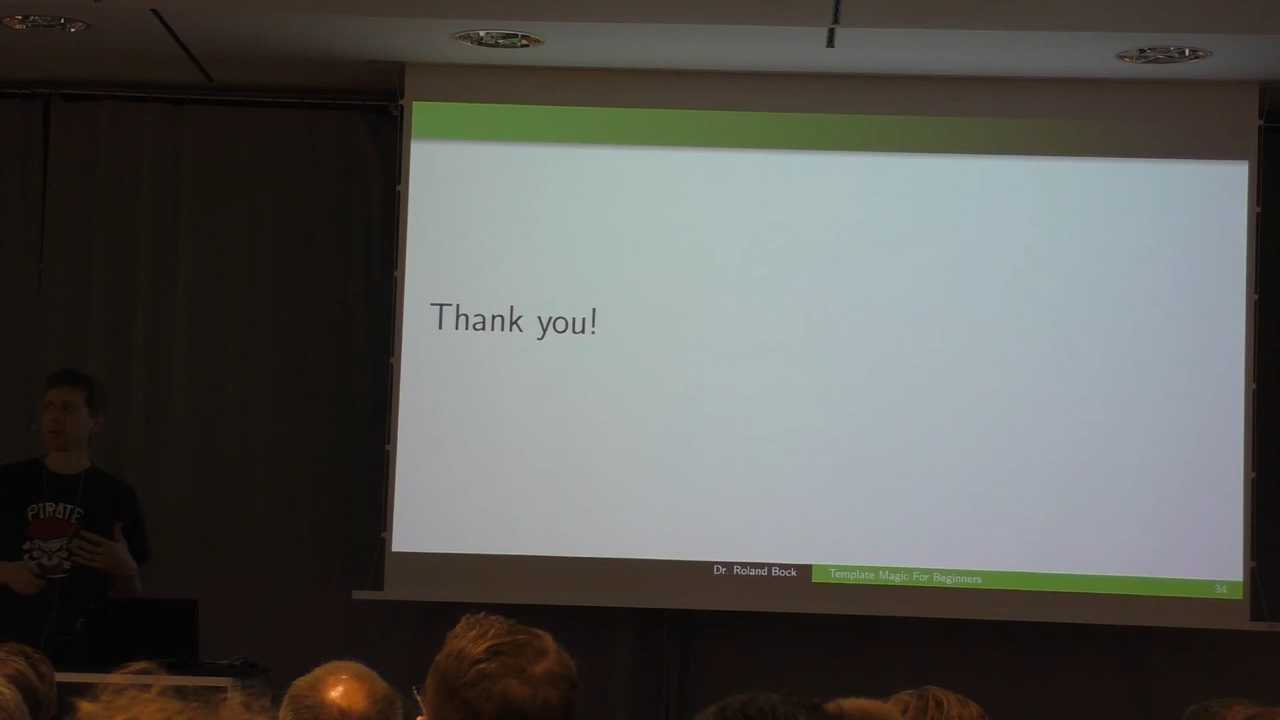 Thank you!
PIRATE
Dr. Roland Bock
Template Magic For Beginners
34